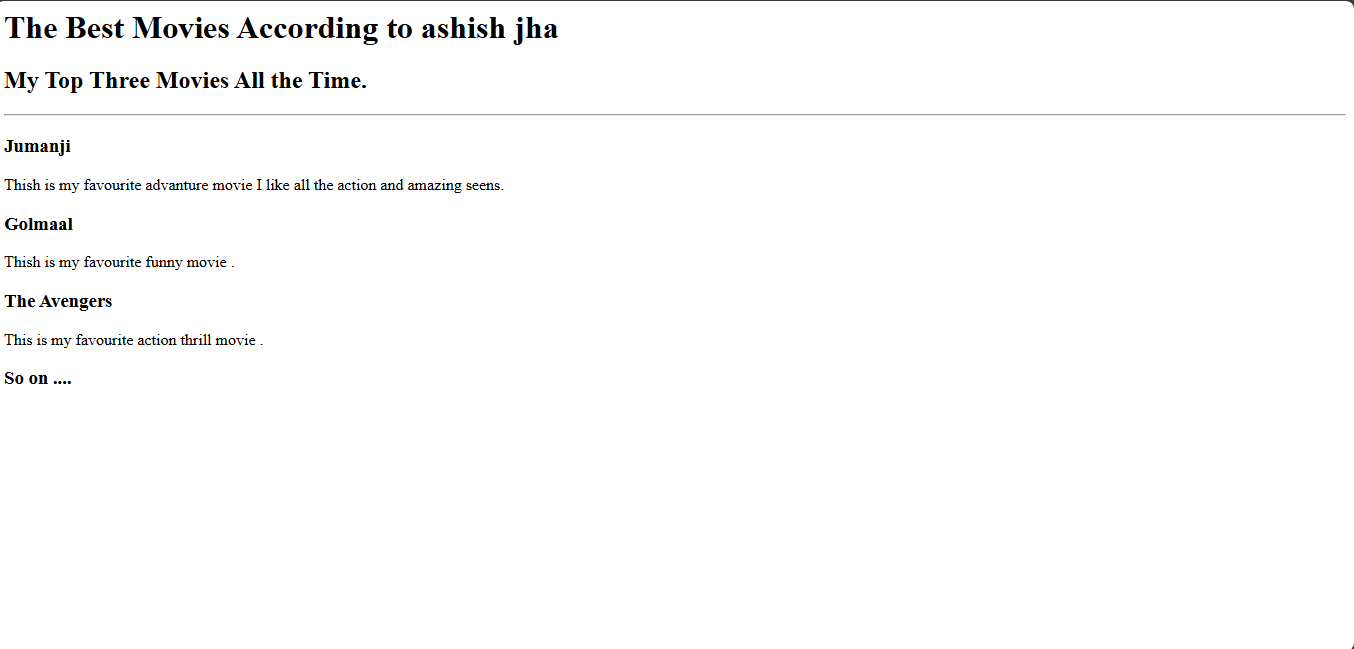 The Best Movies According to ashish jha
My Top Three Movies All the Time.
Jumanji
Thish is my favourite advanture movie I like all the action and amazing seens.
Golmaal
Thish is my favourite funny movie .
The Avengers
This is my favourite action thrill movie .
So on ....